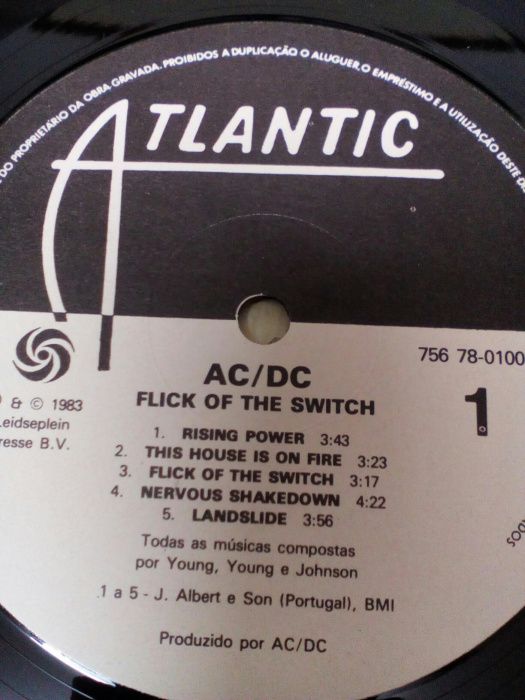 DO PROPRIETÁRIO DA OBRA GRAVADA. PROIBIDOS A DUPLICAÇÃO O ALUGUER, O EMPRÉSTIMO E A UTILIZAÇÃO DESTE
ATLANTIC
756 78-0100
AC/DC
FLICK OF THE SWITCH
1
& © 1983
Leidseplein
resse B.V.
1. RISING POWER 3:43
2. THIS HOUSE IS ON FIRE 3:23
3. FLICK OF THE SWITCH 3:17
4. NERVOUS SHAKEDOWN 4:22
5. LANDSLIDE 3:56
Todas as músicas compostas
por Young, Young e Johnson
1 a 5 - J. Albert e Son (Portugal), BMI
Produzido por AC/DC